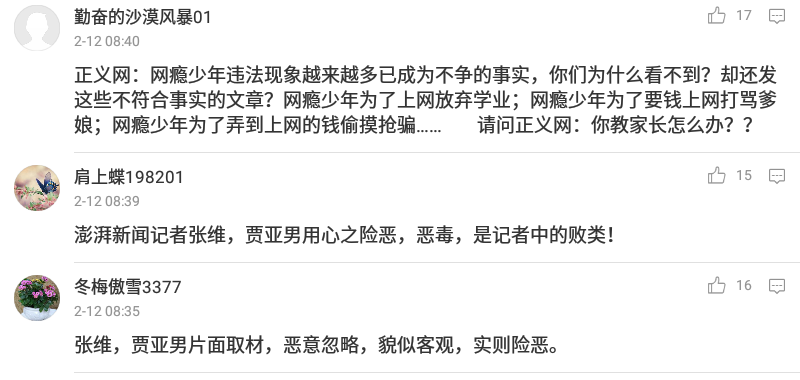 勤奋的沙漠风暴01
17
2-12 08:40
正义网：网瘾少年违法现象越来越多已成为不争的事实，你们为什么看不到？却还发
这些不符合事实的文章？网瘾少年为了上网放弃学业；网瘾少年为了要钱上网打骂爹
娘；网瘾少年为了弄到上网的钱偷摸抢骗…… 请问正义网：你教家长怎么办？？
肩上蝶198201
15
2-12 08:39
澎湃新闻记者张维，贾亚男用心之险恶，恶毒，是记者中的败类！
冬梅傲雪3377
16
2-12 08:35
张维，贾亚男片面取材，恶意忽略，貌似客观，实则险恶。